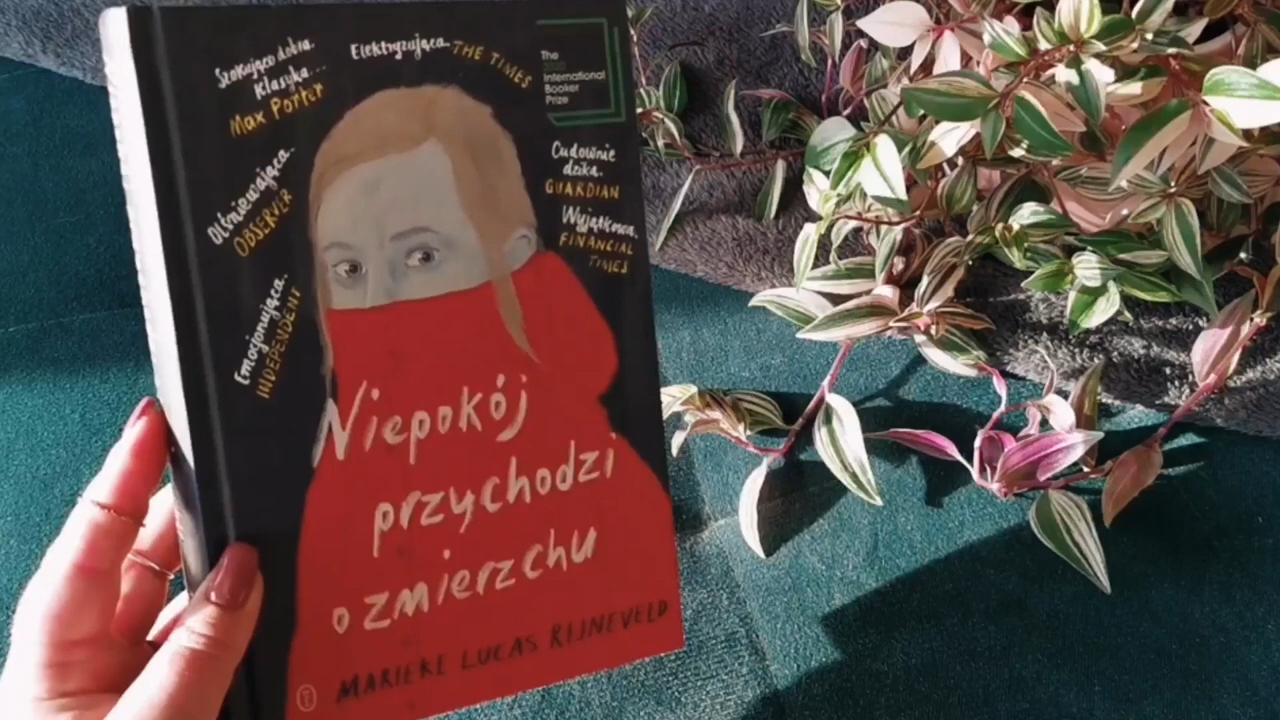 Szokująco dobra.
Klasyka...
Max Porter
Elektryzująca.
THE TIMES
The
International
Booker
Prize
Olśniewająca.
OBSERVER
Cudownie
dzika.
GUARDIAN
Wyjątkowa.
FINANCIAL
TIMES
Emocjonująca.
INDEPENDENT
Niepokój
przychodzi
o zmierzchu
MARIEKE LUCAS RIJNEVELD